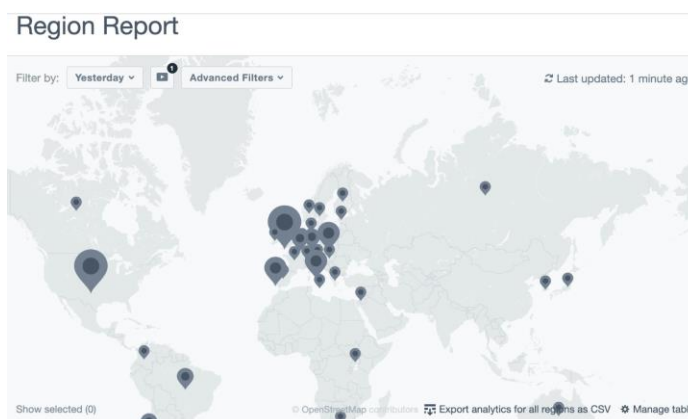 Region Report
Filter by: Yesterday 1 Advanced Filters Last updated: 1 minute ag
Show selected (0) © OpenStreetMap contributors Export analytics for all regions as CSV Manage tabl